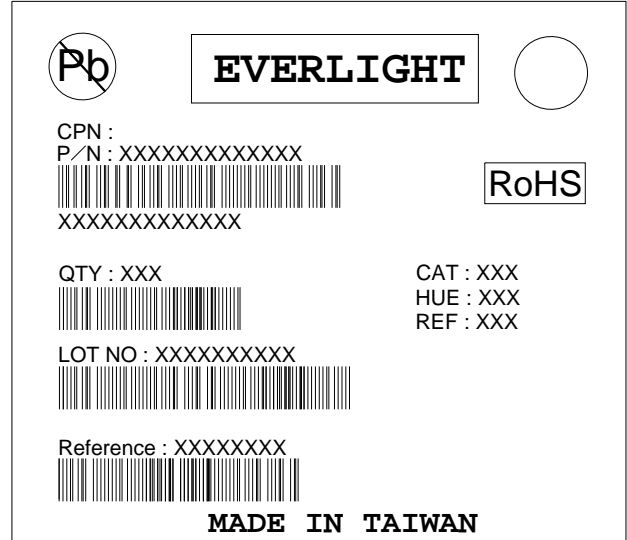 Pb
EVERLIGHT
CPN :
P/N : XXXXXXXXXXXXX
RoHS
XXXXXXXXXXXXX
QTY : XXX
CAT : XXX
HUE : XXX
REF : XXX
LOT NO : XXXXXXXXXX
Reference : XXXXXXXX
MADE IN TAIWAN